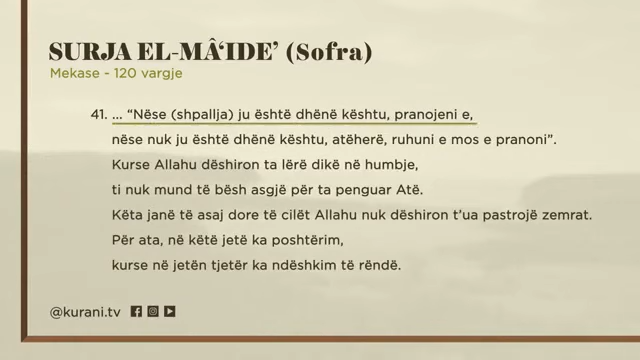 SURJA EL-MÂ‘IDE’ (Sofra)
Mekase - 120 vargje
41. ... “Nëse (shpallja) ju është dhënë kështu, pranojeni e,
nëse nuk ju është dhënë kështu, atëherë, ruhuni e mos e pranoni”.
Kurse Allahu dëshiron ta lërë dikë në humbje,
ti nuk mund të bësh asgjë për ta penguar Atë.
Këta janë të asaj dore të cilët Allahu nuk dëshiron t’ua pastrojë zemrat.
Për ata, në këtë jetë ka poshtërim,
kurse në jetën tjetër ka ndëshkim të rëndë.
@kurani.tv